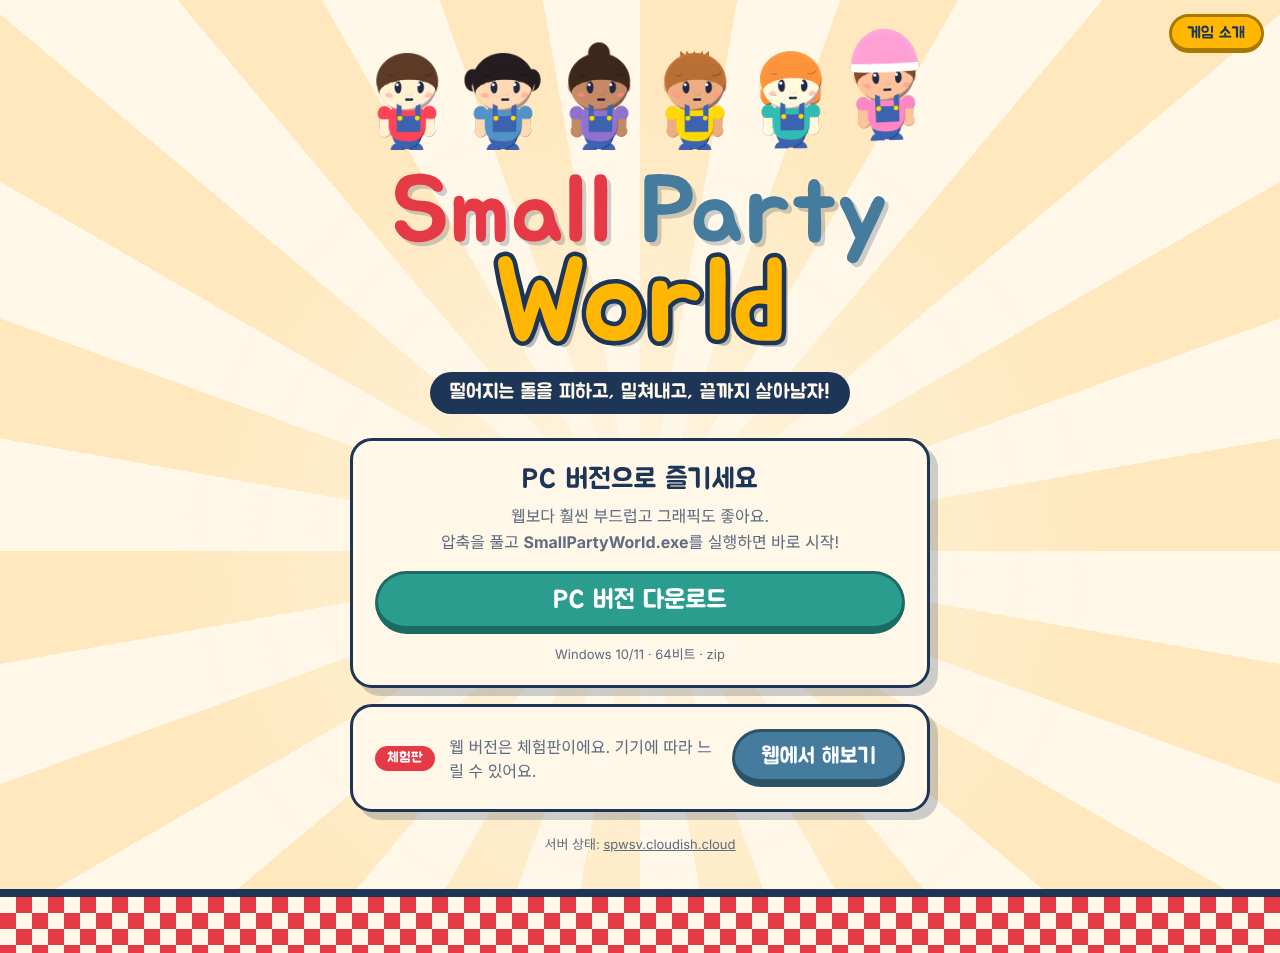 게임 소개
Small Party
World
떨어지는 돌을 피하고, 밀쳐내고, 끝까지 살아남자!
PC 버전으로 즐기세요
웹보다 훨씬 부드럽고 그래픽도 좋아요.
압축을 풀고 SmallPartyWorld.exe를 실행하면 바로 시작!
PC 버전 다운로드
Windows 10/11 · 64비트 · zip
체험판
웹 버전은 체험판이에요. 기기에 따라 느
릴 수 있어요.
웹에서 해보기
서버 상태: spwsv.cloudish.cloud